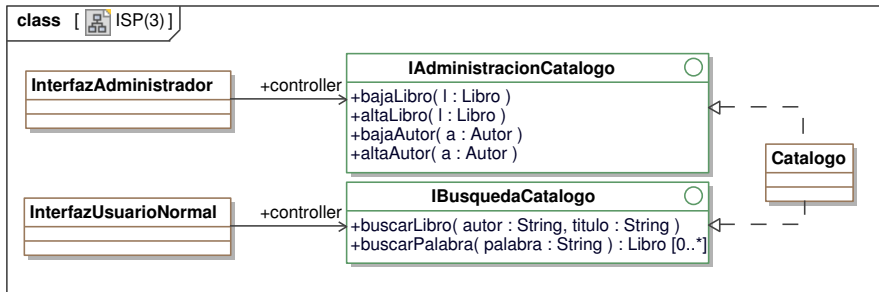 class [ ISP(3) ]
InterfazAdministrador
+controller
IAdministracionCatalogo
+bajaLibro( l : Libro )
+altaLibro( l : Libro )
+bajaAutor( a : Autor )
+altaAutor( a : Autor )
Catalogo
InterfazUsuarioNormal
+controller
IBusquedaCatalogo
+buscarLibro( autor : String, titulo : String )
+buscarPalabra( palabra : String ) : Libro [0..*]